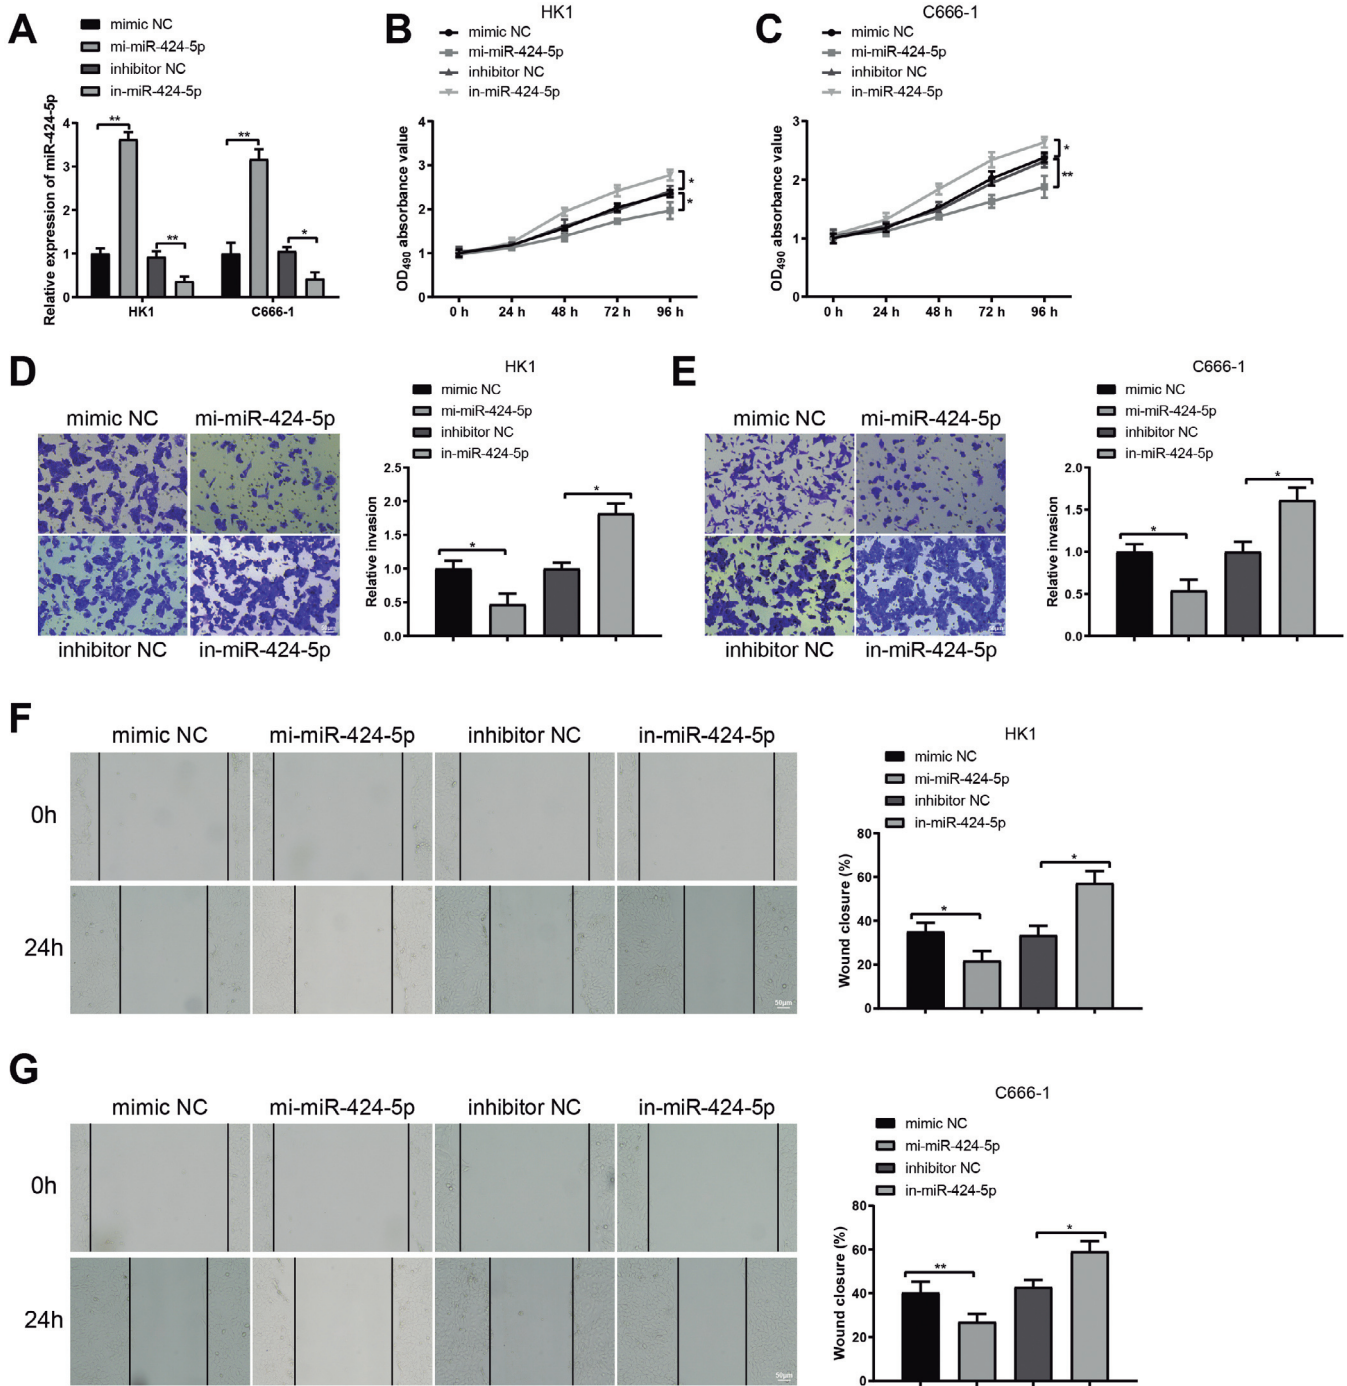 A
mimic NC
mi-miR-424-5p
inhibitor NC
in-miR-424-5p
Relative expression of miR-424-5p
4
3
2
1
0
**
**
**
*
HK1
C666-1
B
HK1
mimic NC
mi-miR-424-5p
inhibitor NC
in-miR-424-5p
OD490 absorbance value
4
3
2
1
0
*
*
0 h
24 h
48 h
72 h
96 h
C
C666-1
mimic NC
mi-miR-424-5p
inhibitor NC
in-miR-424-5p
OD490 absorbance value
3
2
1
0
*
**
0 h
24 h
48 h
72 h
96 h
D
mimic NC
mi-miR-424-5p
inhibitor NC
in-miR-424-5p
HK1
mimic NC
mi-miR-424-5p
inhibitor NC
in-miR-424-5p
Relative invasion
2.5
2.0
1.5
1.0
0.5
0.0
*
*
E
mimic NC
mi-miR-424-5p
inhibitor NC
in-miR-424-5p
C666-1
mimic NC
mi-miR-424-5p
inhibitor NC
in-miR-424-5p
Relative invasion
2.0
1.5
1.0
0.5
0.0
*
*
F
mimic NC
mi-miR-424-5p
inhibitor NC
in-miR-424-5p
0h
24h
50μm
HK1
mimic NC
mi-miR-424-5p
inhibitor NC
in-miR-424-5p
Wound closure (%)
80
60
40
20
0
*
*
G
mimic NC
mi-miR-424-5p
inhibitor NC
in-miR-424-5p
0h
24h
50μm
C666-1
mimic NC
mi-miR-424-5p
inhibitor NC
in-miR-424-5p
Wound closure (%)
80
60
40
20
0
**
*